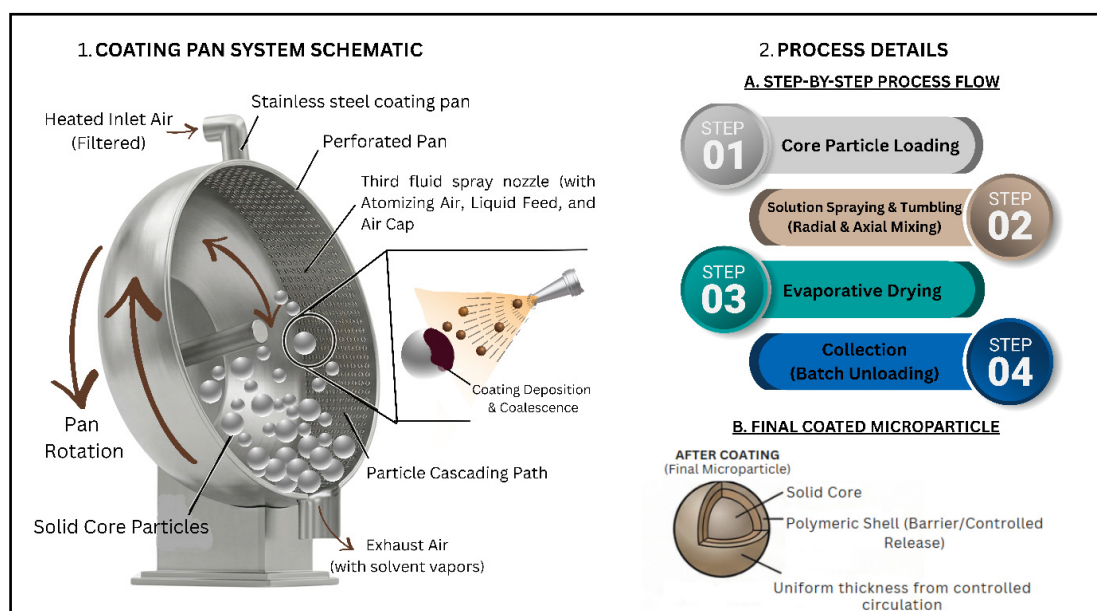 1. COATING PAN SYSTEM SCHEMATIC
Stainless steel coating pan
Heated Inlet Air
(Filtered)
Perforated Pan
Third fluid spray nozzle (with
Atomizing Air, Liquid Feed, and
Air Cap
Coating Deposition
& Coalescence
Pan
Rotation
Particle Cascading Path
Solid Core Particles
Exhaust Air
(with solvent vapors)
2. PROCESS DETAILS
A. STEP-BY-STEP PROCESS FLOW
STEP
01
Core Particle Loading
Solution Spraying & Tumbling
(Radial & Axial Mixing)
STEP
02
STEP
03
Evaporative Drying
Collection
(Batch Unloading)
STEP
04
B. FINAL COATED MICROPARTICLE
AFTER COATING
(Final Microparticle)
Solid Core
Polymeric Shell (Barrier/Controlled
Release)
Uniform thickness from controlled
circulation